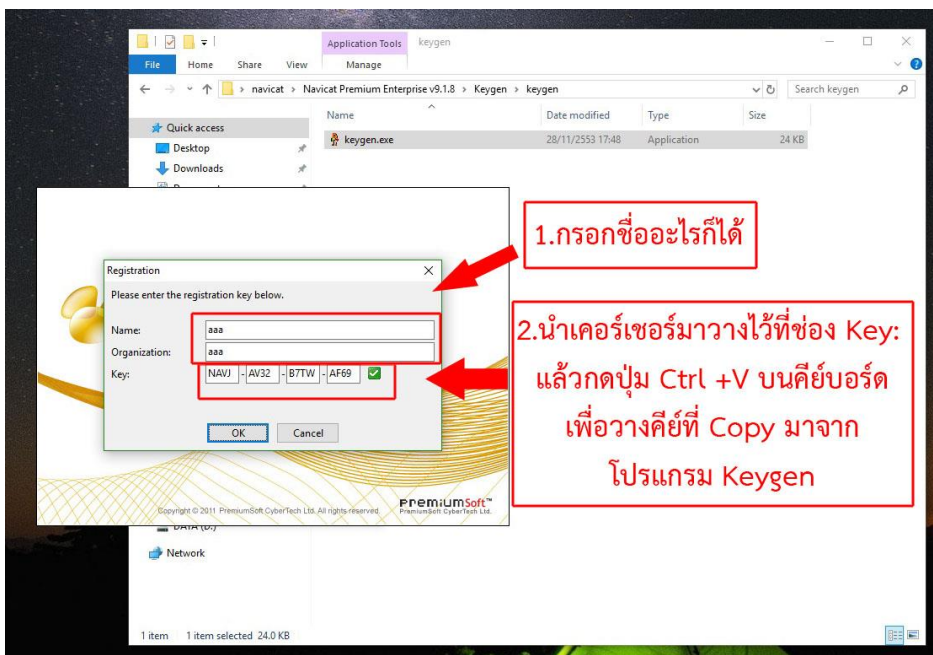 Application Tools
keygen
File
Home
Share
View
Manage
navicat
Navicat Premium Enterprise v9.1.8
Keygen
keygen
Search keygen
Name
Date modified
Type
Size
Quick access
keygen.exe
28/11/2553 17:48
Application
24 KB
Desktop
Downloads
1.กรอกชื่ออะไรก็ได้
Registration
Please enter the registration key below.
Name:
aaa
Organization:
aaa
Key:
NAVJ - AV32 - B7TW - AF69
OK
Cancel
2.นำเคอร์เซอร์มาวางไว้ที่ช่อง Key:
แล้วกดปุ่ม Ctrl +V บนคีย์บอร์ด
เพื่อวางคีย์ที่ Copy มาจาก
โปรแกรม Keygen
Copyright © 2011 PremiumSoft CyberTech Ltd. All rights reserved.
PremiumSoft™
PremiumSoft CyberTech Ltd.
DATA (D:)
Network
1 item
1 item selected 24.0 KB